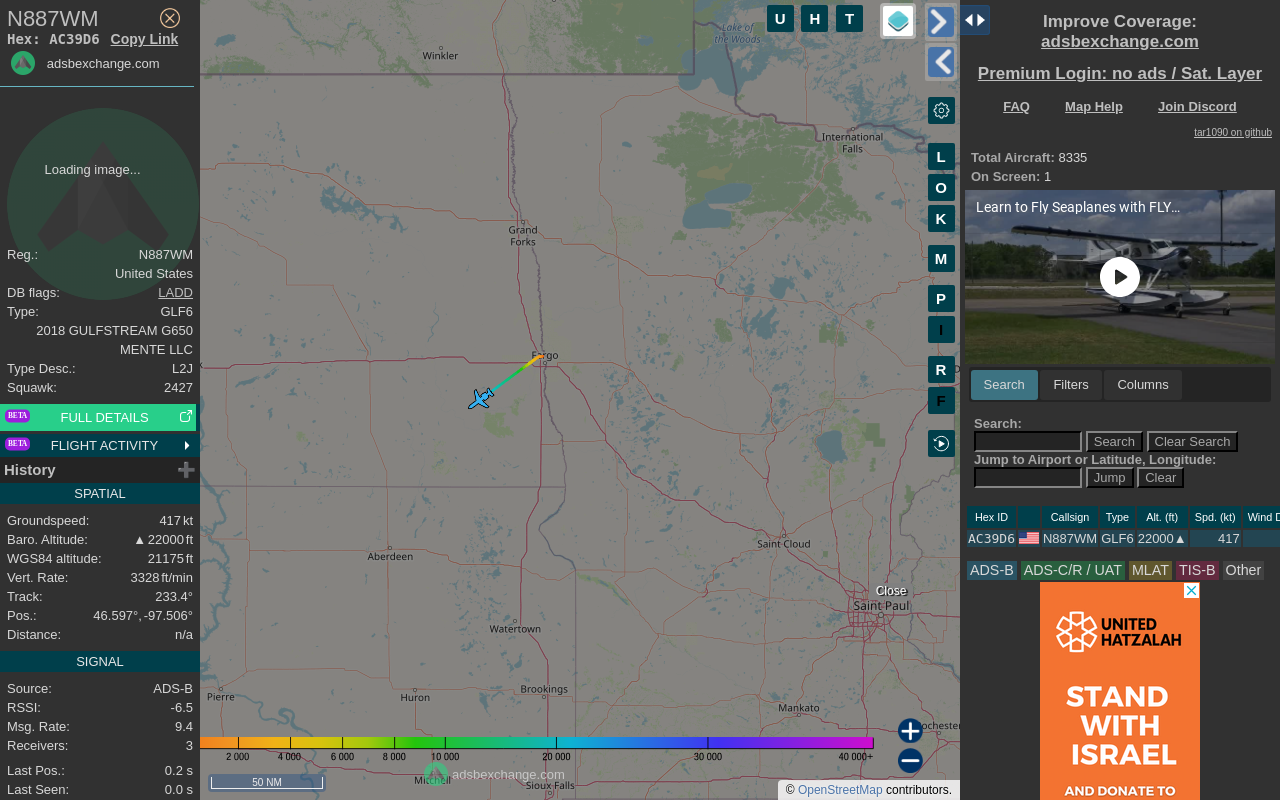 N887WM
Hex: AC39D6 Copy Link
adsbexchange.com
Loading image...
Reg.: N887WM
United States
DB flags: LADD
Type: GLF6
2018 GULFSTREAM G650
MENTE LLC
Type Desc.: L2J
Squawk: 2427
BETA FULL DETAILS
BETA FLIGHT ACTIVITY
History
SPATIAL
Groundspeed: 417 kt
Baro. Altitude: ▲ 22000 ft
WGS84 altitude: 21175 ft
Vert. Rate: 3328 ft/min
Track: 233.4°
Pos.: 46.597°, -97.506°
Distance: n/a
SIGNAL
Source: ADS-B
RSSI: -6.5
Msg. Rate: 9.4
Receivers: 3
Last Pos.: 0.2 s
Last Seen: 0.0 s
U H T
Lake of
the Woods
Winkler
International
Falls
Grand
Forks
Fargo
Aberdeen
Saint Cloud
Close
Saint Paul
Watertown
Pierre
Huron
Brookings
Mankato
ochester
Mitchell
Sioux Falls
L
O
K
M
P
I
R
F
2 000 4 000 6 000 8 000 10 000 20 000 30 000 40 000+
adsbexchange.com
50 NM
© OpenStreetMap contributors.
Improve Coverage:
adsbexchange.com
Premium Login: no ads / Sat. Layer
FAQ Map Help Join Discord
tar1090 on github
Total Aircraft: 8335
On Screen: 1
Learn to Fly Seaplanes with FLY...
Search Filters Columns
Search:
Search Clear Search
Jump to Airport or Latitude, Longitude:
Jump Clear
Hex ID Callsign Type Alt. (ft) Spd. (kt) Wind D
AC39D6 N887WM GLF6 22000▲ 417
ADS-B ADS-C/R / UAT MLAT TIS-B Other
UNITED
HATZALAH
STAND
WITH
ISRAEL
AND DONATE TO